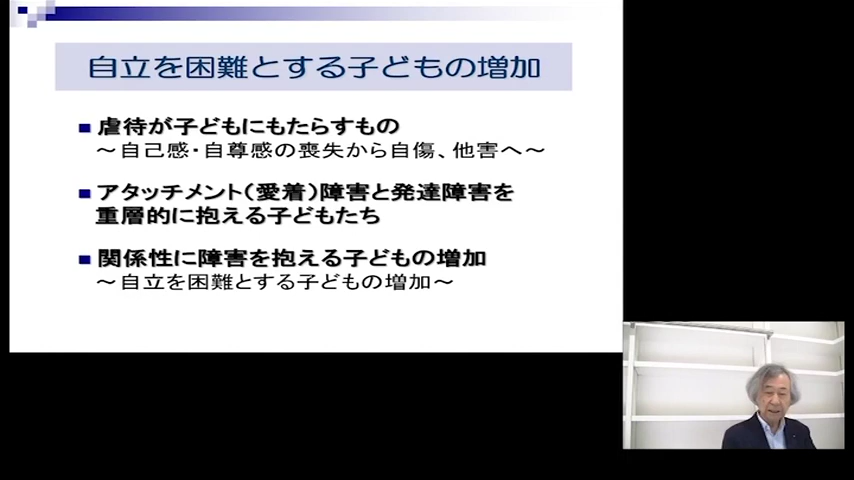 自立を困難とする子どもの増加
■ 虐待が子どもにもたらすもの
～自己感・自尊感の喪失から自傷、他害へ～
■ アタッチメント（愛着）障害と発達障害を
重層的に抱える子どもたち
■ 関係性に障害を抱える子どもの増加
～自立を困難とする子どもの増加～